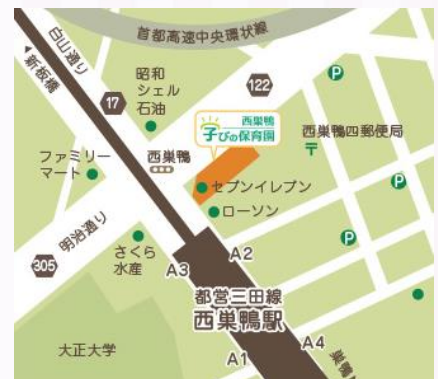 首都高速中央環状線
白山通り
新板橋
昭和
シェル
石油
17
122
P
西巣鴨
子びの保育園
西巣鴨四郵便局
〒
ファミリー
マート
西巣鴨
セブンイレブン
ローソン
P
明治通り
305
さくら
水産
A3
A2
P
都営三田線
西巣鴨駅
大正大学
A1
A4
巣鴨